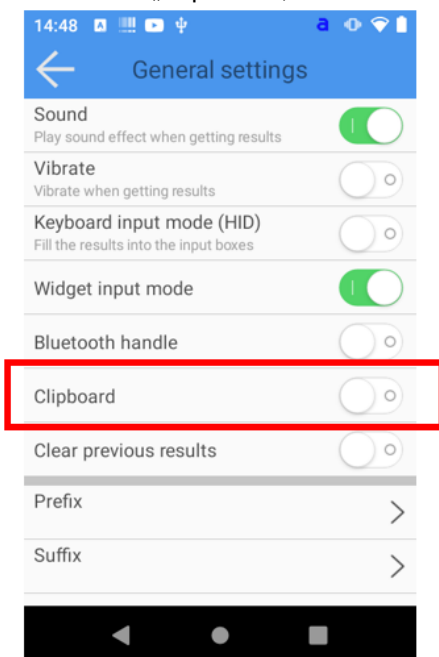 14:48
General settings
Sound
Play sound effect when getting results
Vibrate
Vibrate when getting results
Keyboard input mode (HID)
Fill the results into the input boxes
Widget input mode
Bluetooth handle
Clipboard
Clear previous results
Prefix
Suffix